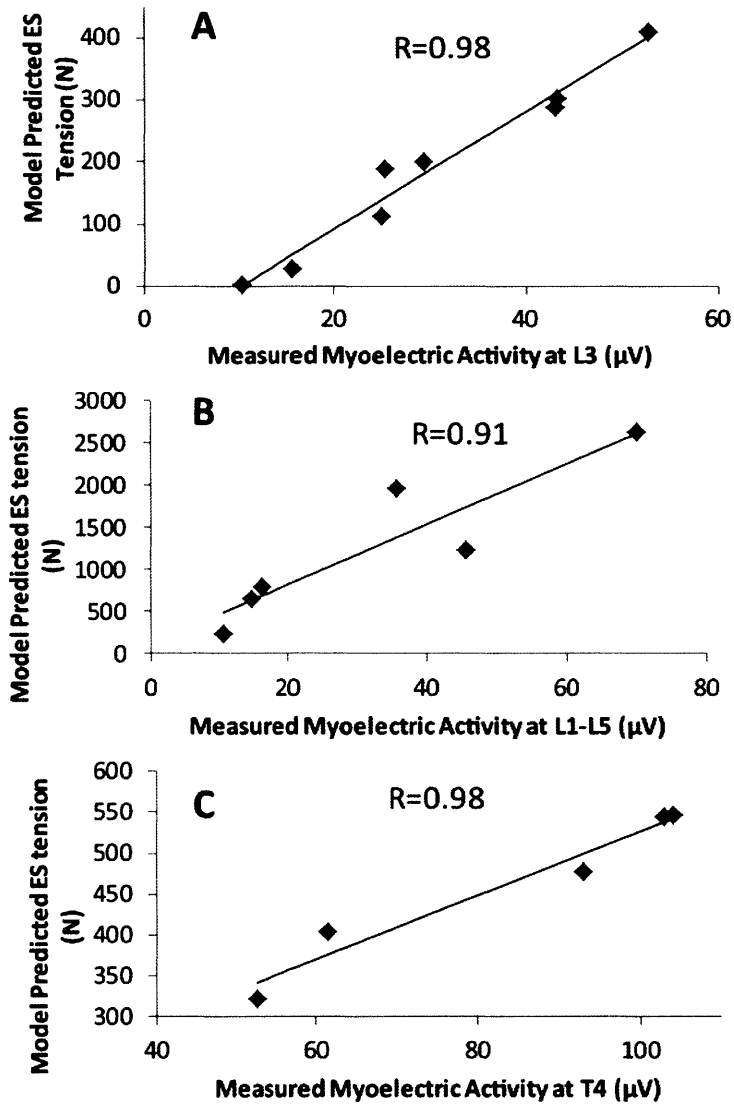 A
R=0.98
Model Predicted ES
Tension (N)
400
300
200
100
0
0 20 40 60
Measured Myoelectric Activity at L3 (μV)
B
R=0.91
Model Predicted ES tension
(N)
3000
2500
2000
1500
1000
500
0
0 20 40 60 80
Measured Myoelectric Activity at L1-L5 (μV)
C
R=0.98
Model Predicted ES tension
(N)
600
550
500
450
400
350
300
40 60 80 100
Measured Myoelectric Activity at T4 (μV)